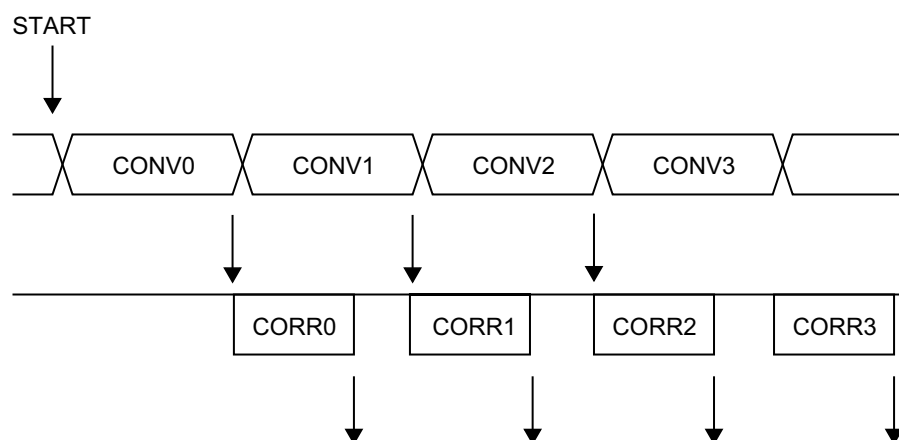 START
CONV0 CONV1 CONV2 CONV3
CORR0 CORR1 CORR2 CORR3